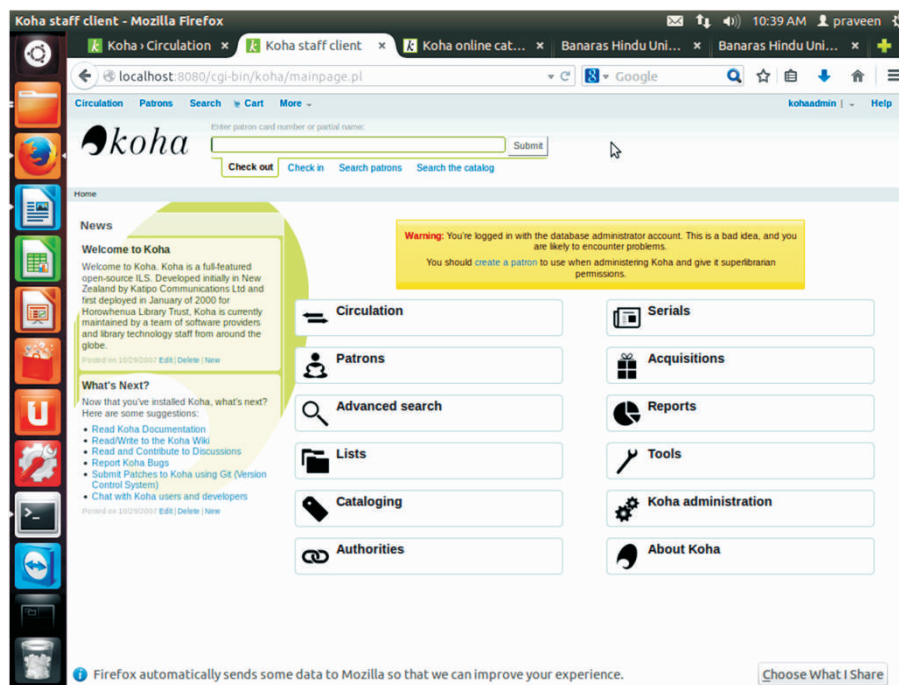 Koha staff client - Mozilla Firefox
10:39 AM praveen
Koha › Circulation × Koha staff client × Koha online cat... × Banaras Hindu Uni... × Banaras Hindu Uni... ×
localhost:8080/cgi-bin/koha/mainpage.pl
Google
Circulation Patrons Search Cart More
kohaadmin | Help
koha
Enter patron card number or partial name:
Submit
Check out Check in Search patrons Search the catalog
Home
News
Welcome to Koha
Welcome to Koha. Koha is a full-featured
open-source ILS. Developed initially in New
Zealand by Katipo Communications Ltd and
first deployed in January of 2000 for
Horowhenua Library Trust, Koha is currently
maintained by a team of software providers
and library technology staff from around the
globe.
Posted on 10/29/2007 Edit | Delete | New
What's Next?
Now that you've installed Koha, what's next?
Here are some suggestions:
• Read Koha Documentation
• Read/Write to the Koha Wiki
• Read and Contribute to Discussions
• Report Koha Bugs
• Submit Patches to Koha using Git (Version
Control System)
• Chat with Koha users and developers
Posted on 10/29/2007 Edit | Delete | New
Warning: You're logged in with the database administrator account. This is a bad idea, and you
are likely to encounter problems.
You should create a patron to use when administering Koha and give it superlibrarian
permissions.
Circulation
Patrons
Advanced search
Lists
Cataloging
Authorities
Serials
Acquisitions
Reports
Tools
Koha administration
About Koha
Firefox automatically sends some data to Mozilla so that we can improve your experience.
Choose What I Share